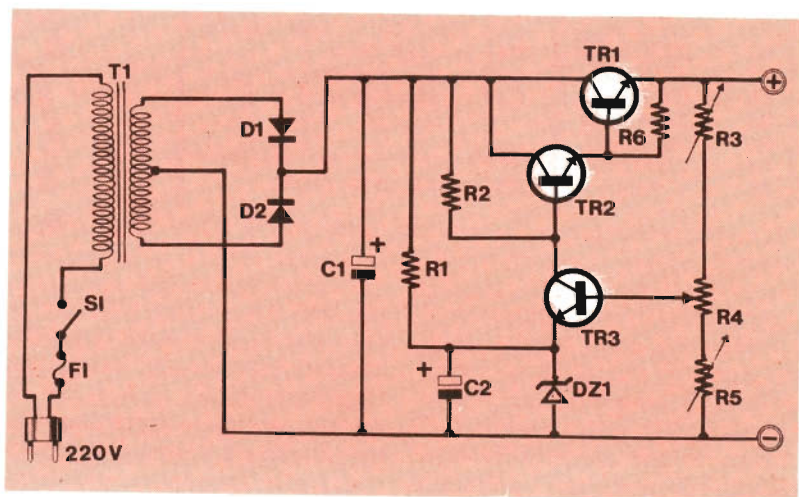 T1
TR1
D1
R6
R3
D2
R2
TR2
C1
+
R1
SI
TR3
R4
FI
+
C2
DZ1
R5
220V
+
−